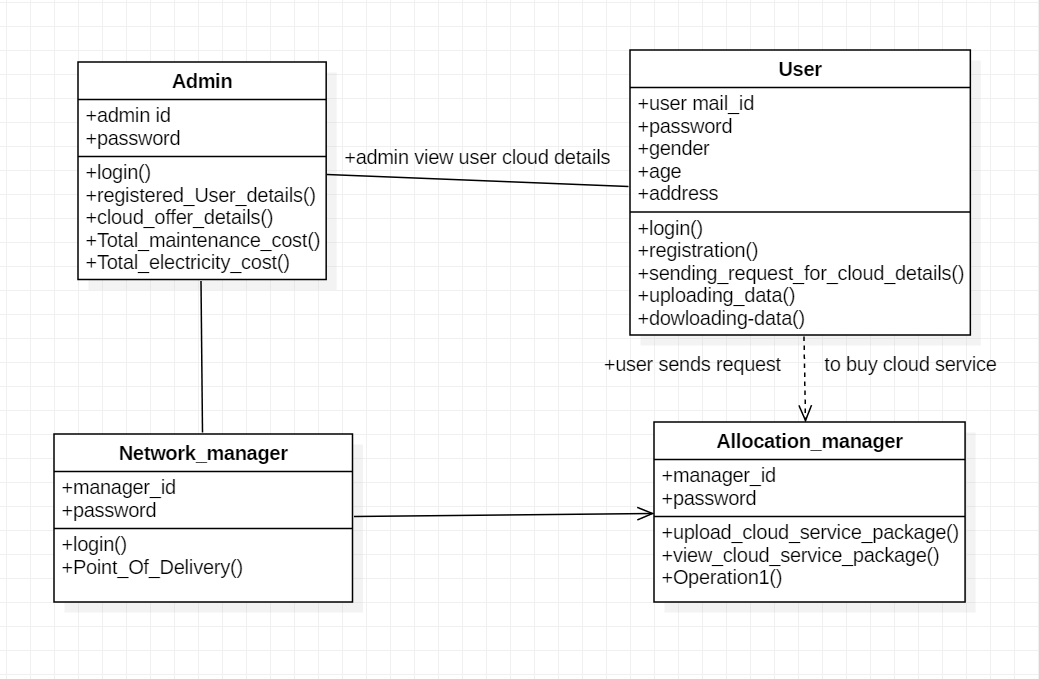 Admin
+admin id
+password
+login()
+registered_User_details()
+cloud_offer_details()
+Total_maintenance_cost()
+Total_electricity_cost()
+admin view user cloud details
User
+user mail_id
+password
+gender
+age
+address
+login()
+registration()
+sending_request_for_cloud_details()
+uploading_data()
+dowloading-data()
+user sends request
to buy cloud service
Network_manager
+manager_id
+password
+login()
+Point_Of_Delivery()
Allocation_manager
+manager_id
+password
+upload_cloud_service_package()
+view_cloud_service_package()
+Operation1()